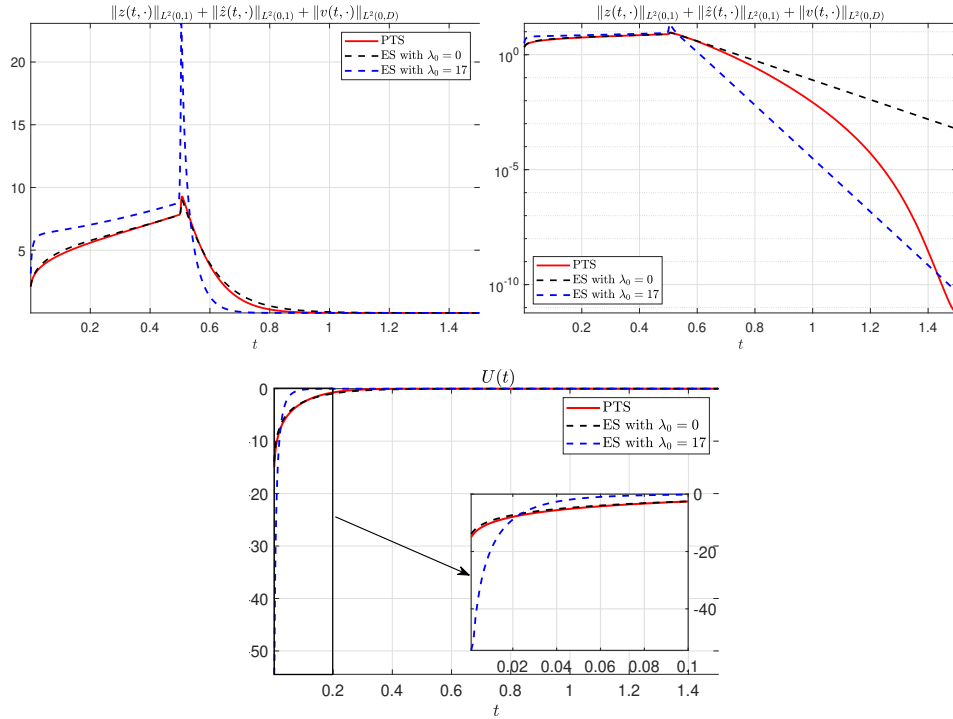 ‖z(t,·)‖_{L²(0,1)} + ‖ẑ(t,·)‖_{L²(0,1)} + ‖v(t,·)‖_{L²(0,D)}
20
15
10
5
0.2 0.4 0.6 0.8 1 1.2 1.4
t
PTS
ES with λ₀ = 0
ES with λ₀ = 17
‖z(t,·)‖_{L²(0,1)} + ‖ẑ(t,·)‖_{L²(0,1)} + ‖v(t,·)‖_{L²(0,D)}
10⁰
10⁻⁵
10⁻¹⁰
PTS
ES with λ₀ = 0
ES with λ₀ = 17
0.2 0.4 0.6 0.8 1 1.2 1.4
t
U(t)
0
-10
-20
-30
-40
-50
PTS
ES with λ₀ = 0
ES with λ₀ = 17
0
-20
-40
0.02 0.04 0.06 0.08 0.1
0.2 0.4 0.6 0.8 1 1.2 1.4
t